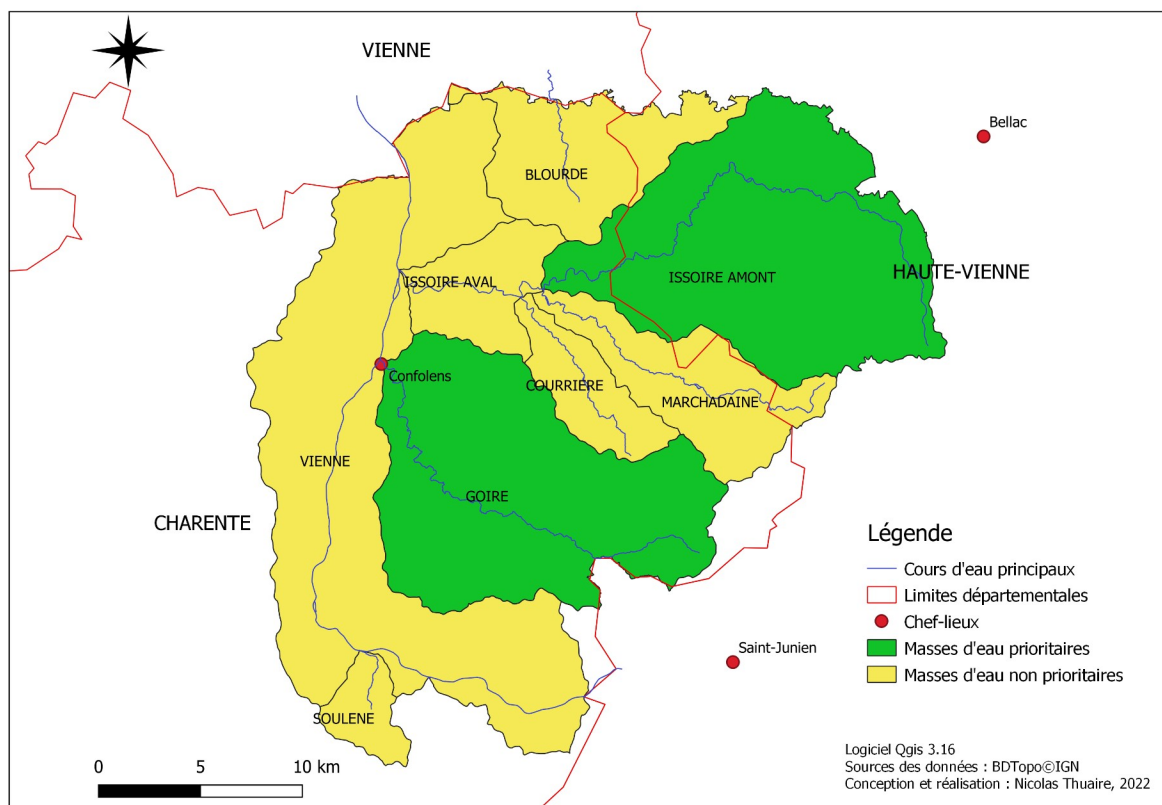 VIENNE
Bellac
BLOURDE
ISSOIRE AVAL
ISSOIRE AMONT
HAUTE-VIENNE
Confolens
COURRIERE
MARCHADAINE
VIENNE
GOIRE
CHARENTE
Légende
Cours d'eau principaux
Limites départementales
Chef-lieux
Masses d'eau prioritaires
Masses d'eau non prioritaires
Saint-Junien
SOULENE
0 5 10 km
Logiciel Qgis 3.16
Sources des données : BDTopo©IGN
Conception et réalisation : Nicolas Thuaire, 2022